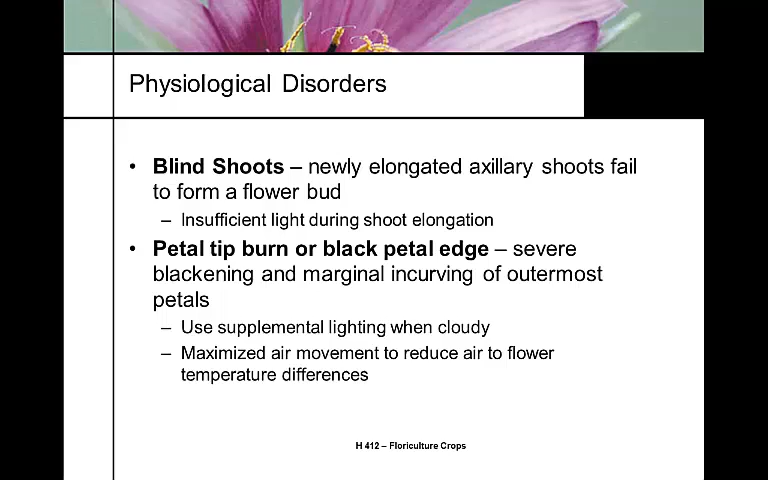 Physiological Disorders
• Blind Shoots – newly elongated axillary shoots fail
to form a flower bud
– Insufficient light during shoot elongation
• Petal tip burn or black petal edge – severe
blackening and marginal incurving of outermost
petals
– Use supplemental lighting when cloudy
– Maximized air movement to reduce air to flower
temperature differences
H 412 – Floriculture Crops